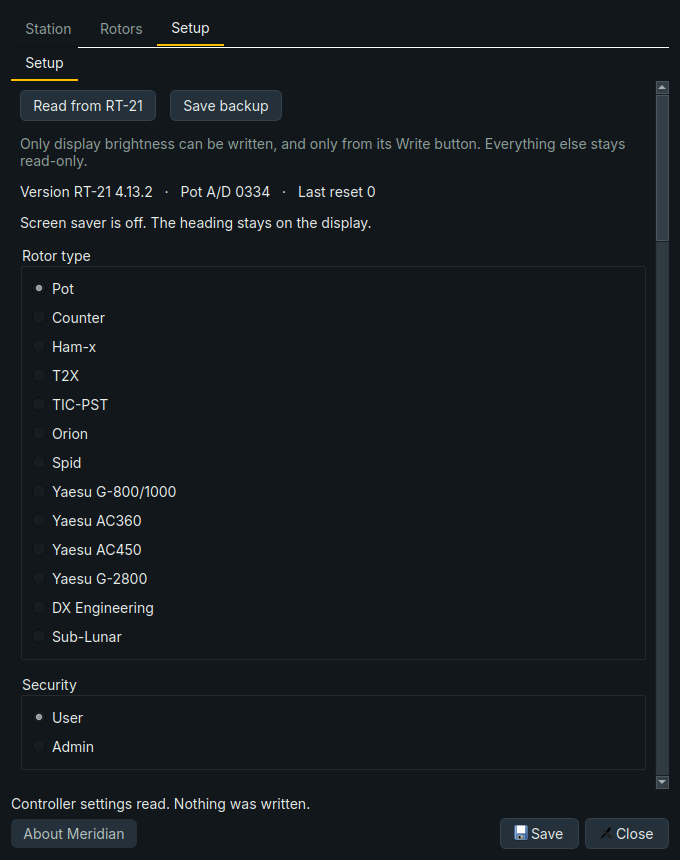 Station Rotors Setup
Setup
Read from RT-21 Save backup
Only display brightness can be written, and only from its Write button. Everything else stays
read-only.
Version RT-21 4.13.2 · Pot A/D 0334 · Last reset 0
Screen saver is off. The heading stays on the display.
Rotor type
Pot
Counter
Ham-x
T2X
TIC-PST
Orion
Spid
Yaesu G-800/1000
Yaesu AC360
Yaesu AC450
Yaesu G-2800
DX Engineering
Sub-Lunar
Security
User
Admin
Controller settings read. Nothing was written.
About Meridian Save Close